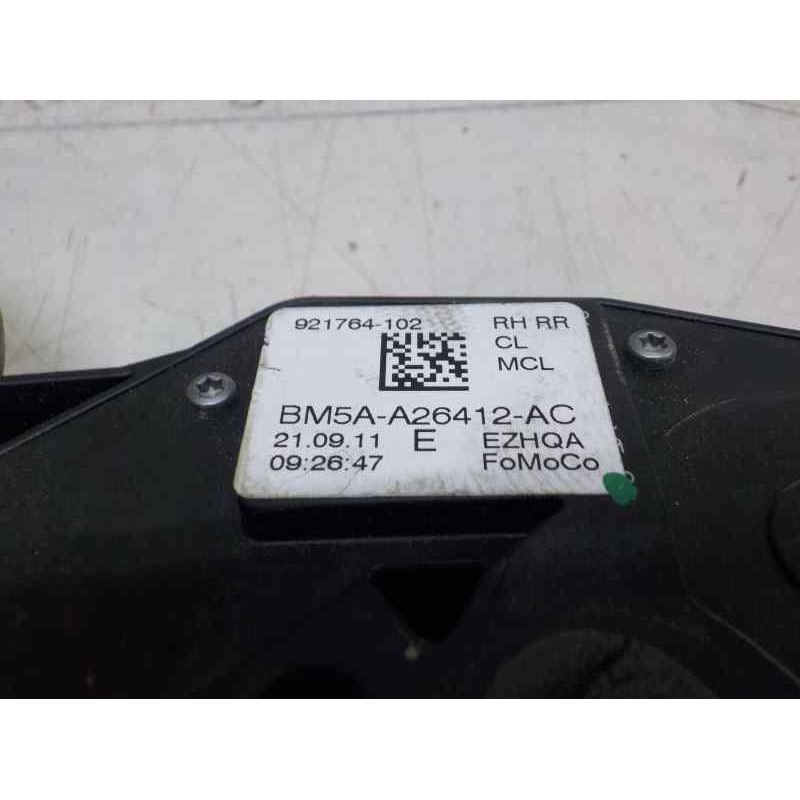 921764-102 RH RR
CL
MCL
BM5A-A26412-AC
21.09.11 E EZHQA
09:26:47 FoMoCo